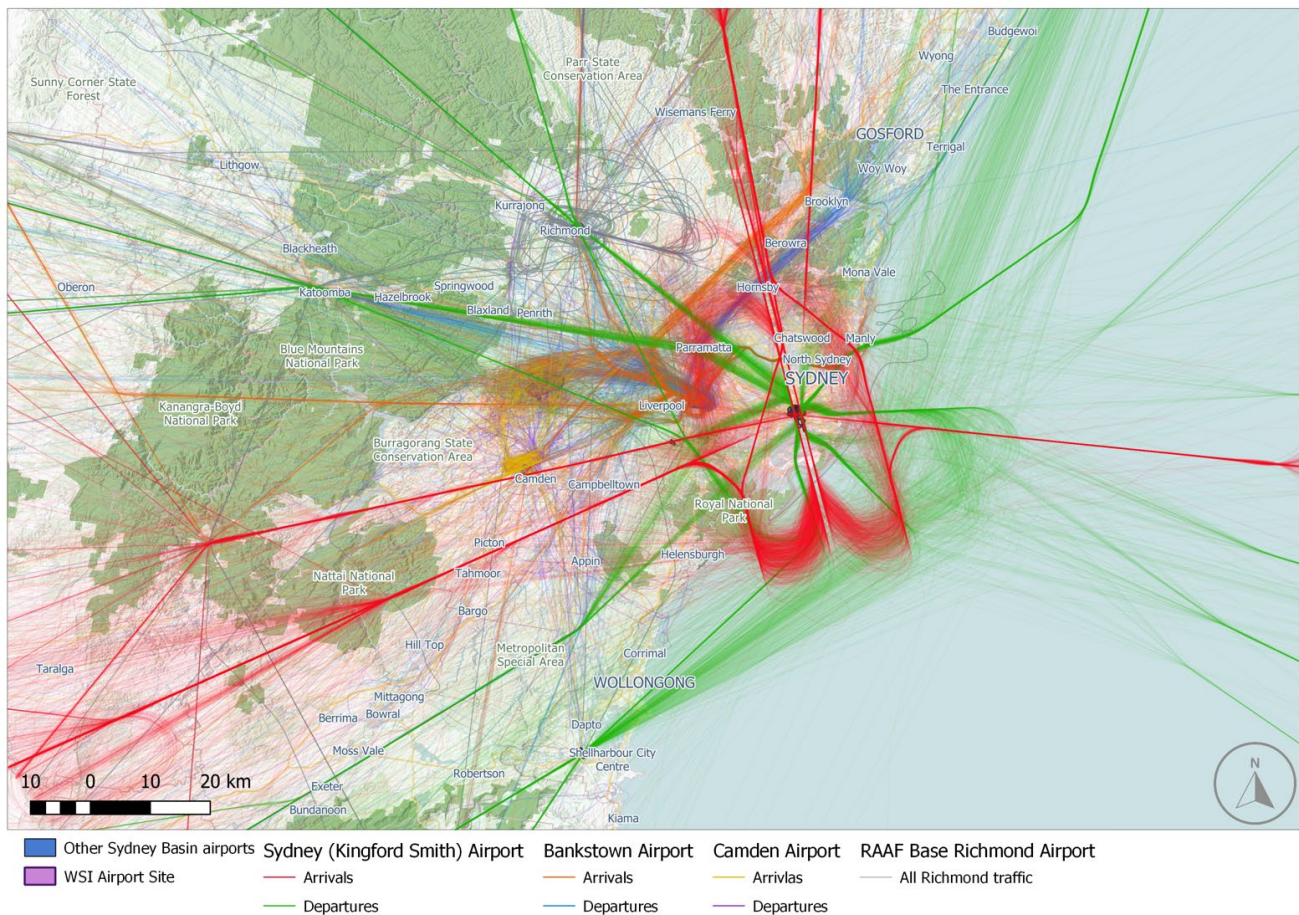 Budgewoi
Wyong
Parr State
Conservation Area
Sunny Corner State
Forest
The Entrance
Wisemans Ferry
GOSFORD
Terrigal
Lithgow
Woy Woy
Kurrajong
Brooklyn
Richmond
Blackheath
Berowra
Mona Vale
Oberon
Springwood
Hornsby
Katoomba
Hazelbrook
Blaxland
Penrith
Chatswood
Manly
Blue Mountains
National Park
Parramatta
North Sydney
SYDNEY
Kanangra-Boyd
National Park
Liverpool
Burragorang State
Conservation Area
Camden
Campbelltown
Royal National
Park
Picton
Helensburgh
Appin
Nattai National
Park
Tahmoor
Bargo
Hill Top
Metropolitan
Special Area
Corrimal
Taralga
WOLLONGONG
Mittagong
Berrima
Bowral
Dapto
Moss Vale
Shellharbour City
Centre
Robertson
Exeter
Bundanoon
Kiama
10 0 10 20 km
N
Other Sydney Basin airports
WSI Airport Site
Sydney (Kingford Smith) Airport
Arrivals
Departures
Bankstown Airport
Arrivals
Departures
Camden Airport
Arrivlas
Departures
RAAF Base Richmond Airport
All Richmond traffic